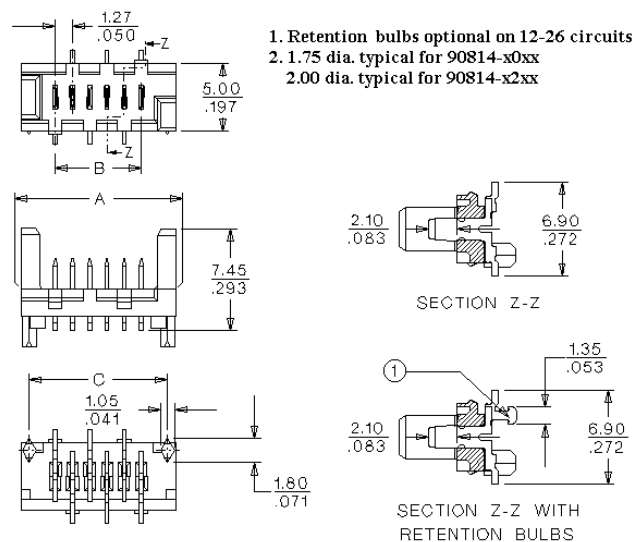 1.27
.050
Z
1. Retention bulbs optional on 12-26 circuits
2. 1.75 dia. typical for 90814-x0xx
2.00 dia. typical for 90814-x2xx
5.00
.197
Z
B
A
7.45
.293
2.10
.083
6.90
.272
SECTION Z-Z
C
1.05
.041
1.80
.071
1
1.35
.053
2.10
.083
6.90
.272
SECTION Z-Z WITH
RETENTION BULBS